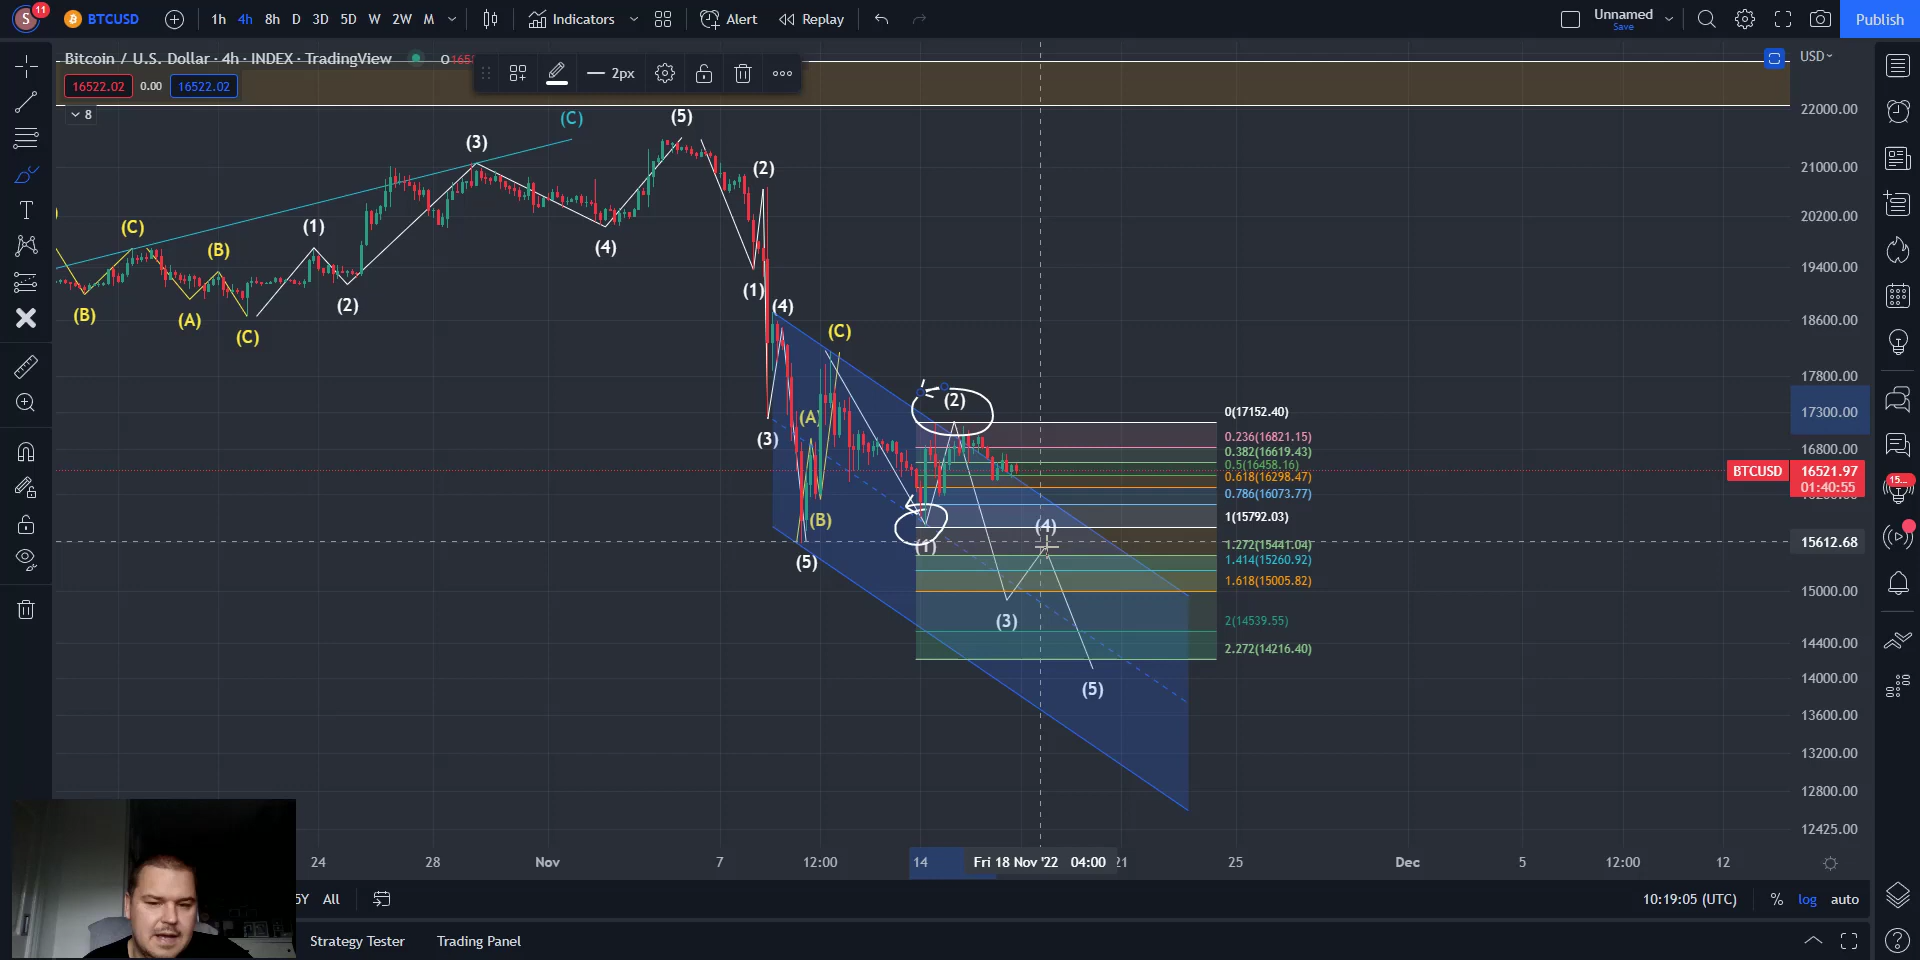 S 11 BTCUSD 1h 4h 8h D 3D 5D W 2W M Indicators Alert Replay Unnamed Save Publish
Bitcoin / U.S. Dollar · 4h · INDEX · TradingView O 2px USD
16522.02 0.00 16522.02
8
22000.00
(C) (5)
(3)
21000.00
(2)
20200.00
(C) (1) (B)
(4)
19400.00
(1)
(2)
(B) (A) (4)
18600.00
(C) (C)
17800.00
(2)
0(17152.40) 17300.00
(A)
(3) 0.236(16821.15)
16800.00
0.382(16619.43)
0.5(16458.16)
BTCUSD 16521.97
0.618(16298.47) 01:40:55
0.786(16073.77) 15...
(B) 1(15792.03)
(4)
(1) 1.272(15441.04) 15612.68
(5) 1.414(15260.92)
1.618(15005.82) 15000.00
(3) 2(14539.55)
14400.00
2.272(14216.40)
14000.00
(5)
13600.00
13200.00
12800.00
12425.00
24 28 Nov 7 12:00 14 Fri 18 Nov '22 04:00 21 25 Dec 5 12:00 12
5Y All 10:19:05 (UTC) % log auto
Strategy Tester Trading Panel